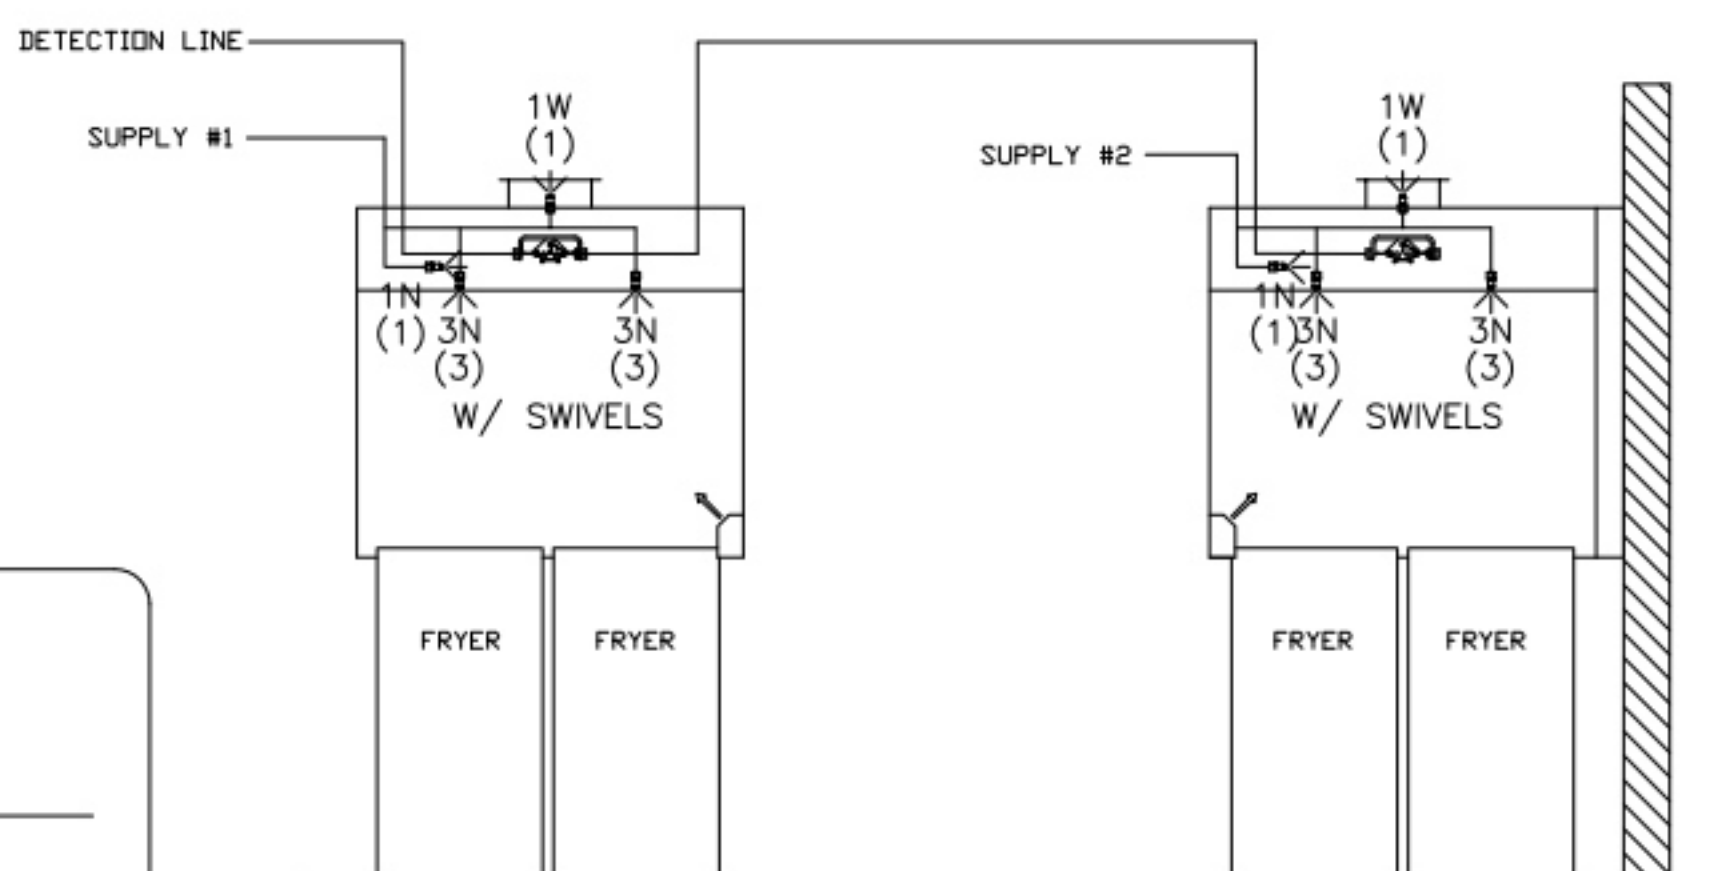 DETECTION LINE
SUPPLY #1
1W
(1)
1N
(1)
3N
(3)
3N
(3)
W/ SWIVELS
FRYER
FRYER
SUPPLY #2
1W
(1)
1N
(1)
3N
(3)
3N
(3)
W/ SWIVELS
FRYER
FRYER